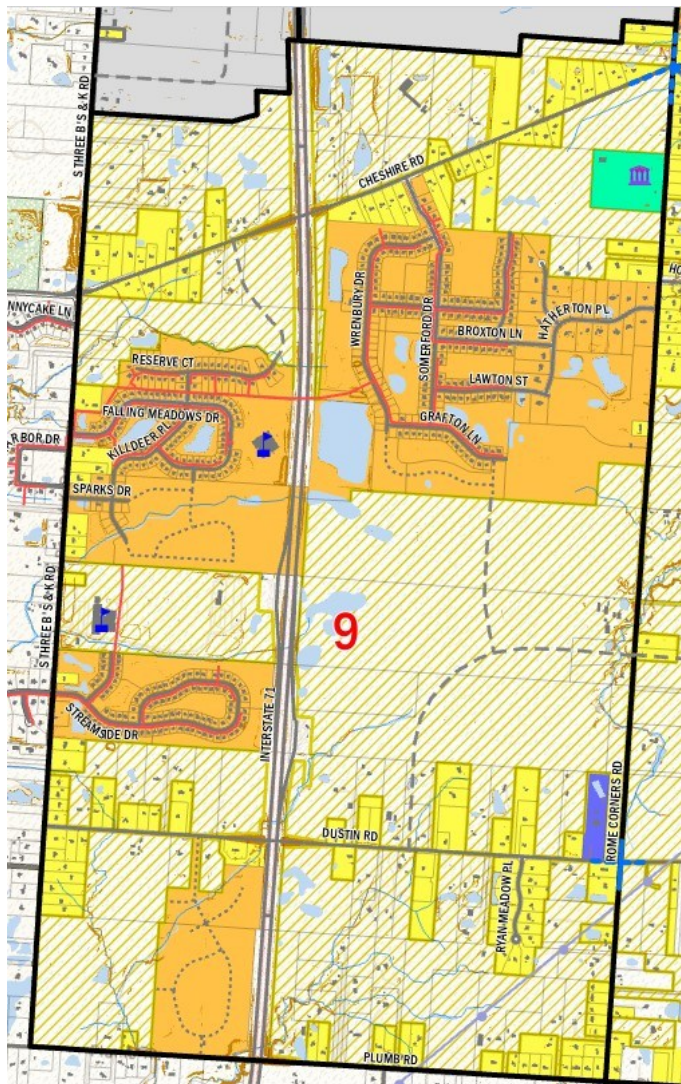 S THREE B'S & K RD
CHESHIRE RD
WRENBURY DR
HATHERTON PL
NNYCAKE LN
SOMERFORD DR
BROXTON LN
RESERVE CT
LAWTON ST
FALLING MEADOWS DR
GRAFTON LN
KILLDEER PL
ARBOR DR
SPARKS DR
S THREE B'S & K RD
9
STREAMSIDE DR
INTERSTATE 71
ROME CORNERS RD
DUSTIN RD
RYAN MEADOW PL
PLUMB RD